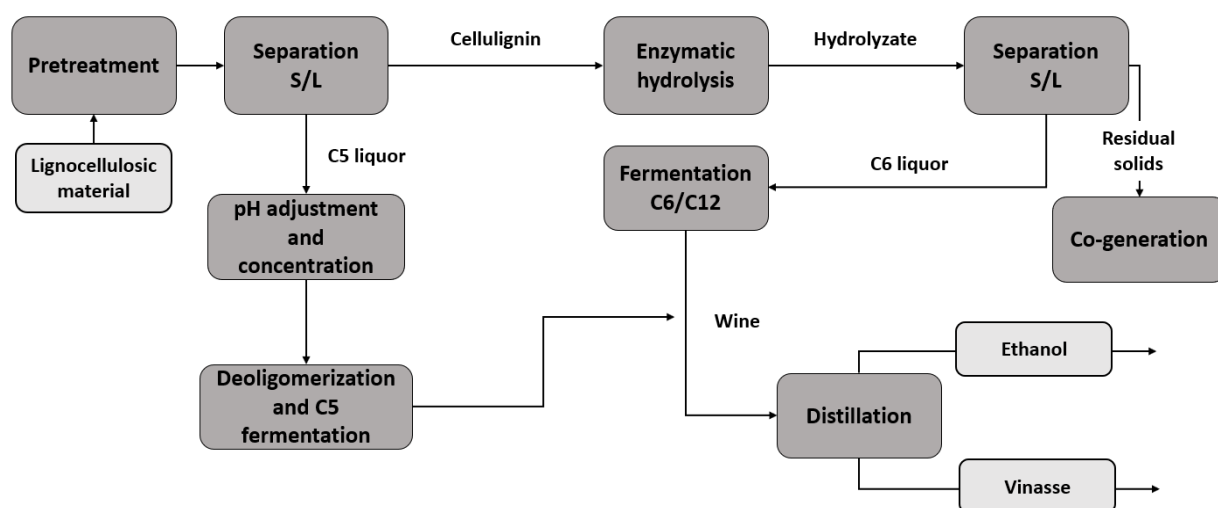 Pretreatment
Separation
S/L
Cellulignin
Enzymatic
hydrolysis
Hydrolyzate
Separation
S/L
Lignocellulosic
material
C5 liquor
Fermentation
C6/C12
C6 liquor
Residual
solids
pH adjustment
and
concentration
Co-generation
Wine
Ethanol
Deoligomerization
and C5
fermentation
Distillation
Vinasse